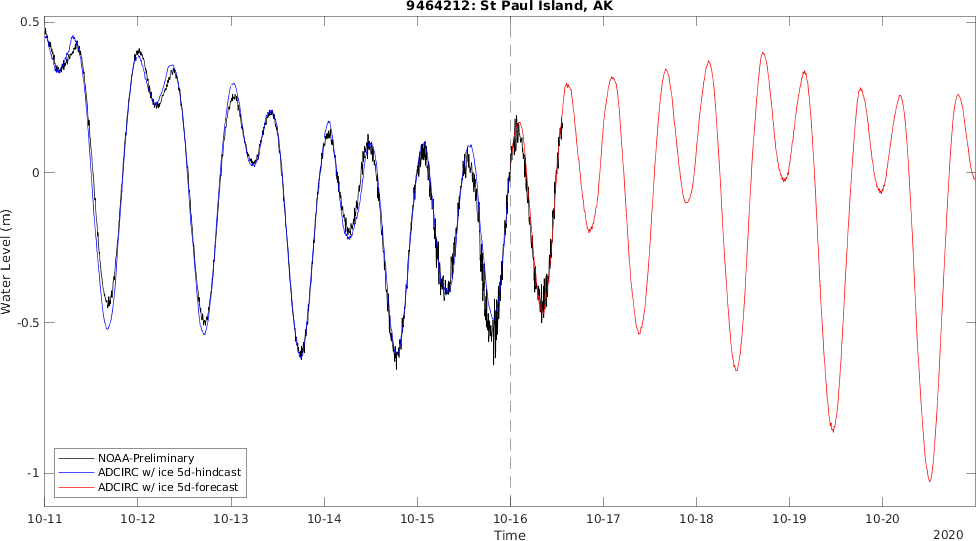 9464212: St Paul Island, AK
0.5
0
-0.5
-1
Water Level (m)
NOAA-Preliminary
ADCIRC w/ ice 5d-hindcast
ADCIRC w/ ice 5d-forecast
10-11 10-12 10-13 10-14 10-15 10-16 10-17 10-18 10-19 10-20
Time
2020